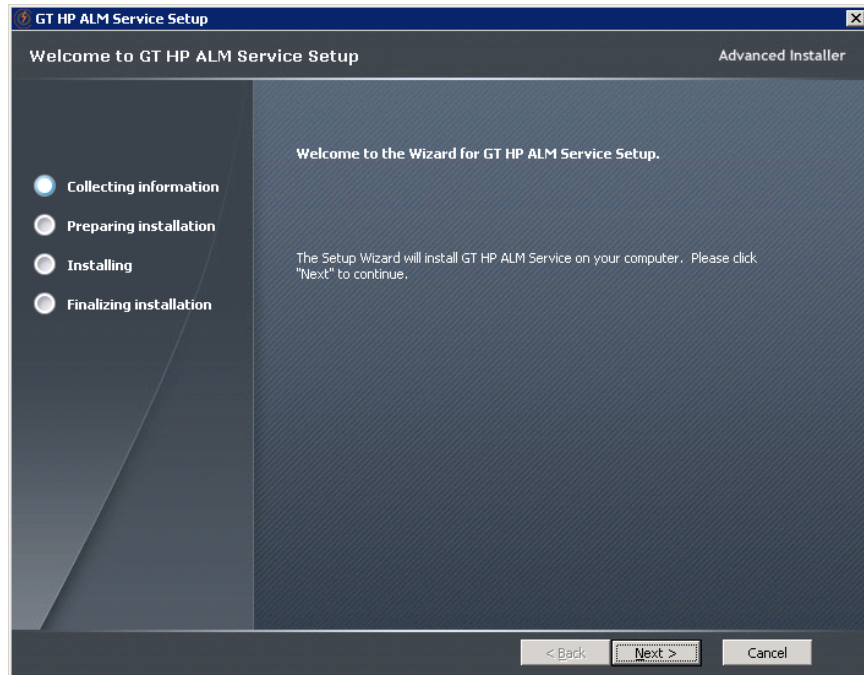 GT HP ALM Service Setup
Welcome to GT HP ALM Service Setup
Advanced Installer
Collecting information
Preparing installation
Installing
Finalizing installation
Welcome to the Wizard for GT HP ALM Service Setup.
The Setup Wizard will install GT HP ALM Service on your computer. Please click
"Next" to continue.
< Back
Next >
Cancel